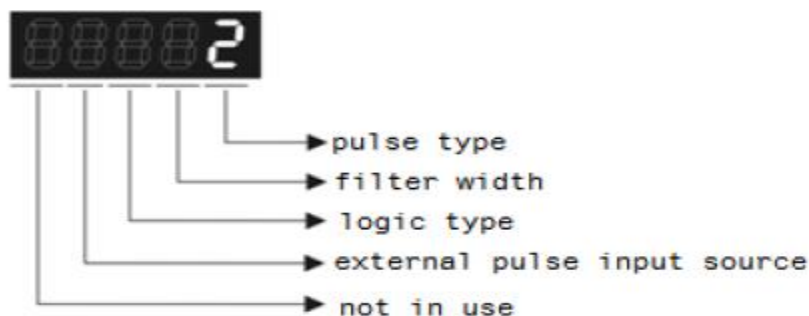 2
pulse type
filter width
logic type
external pulse input source
not in use